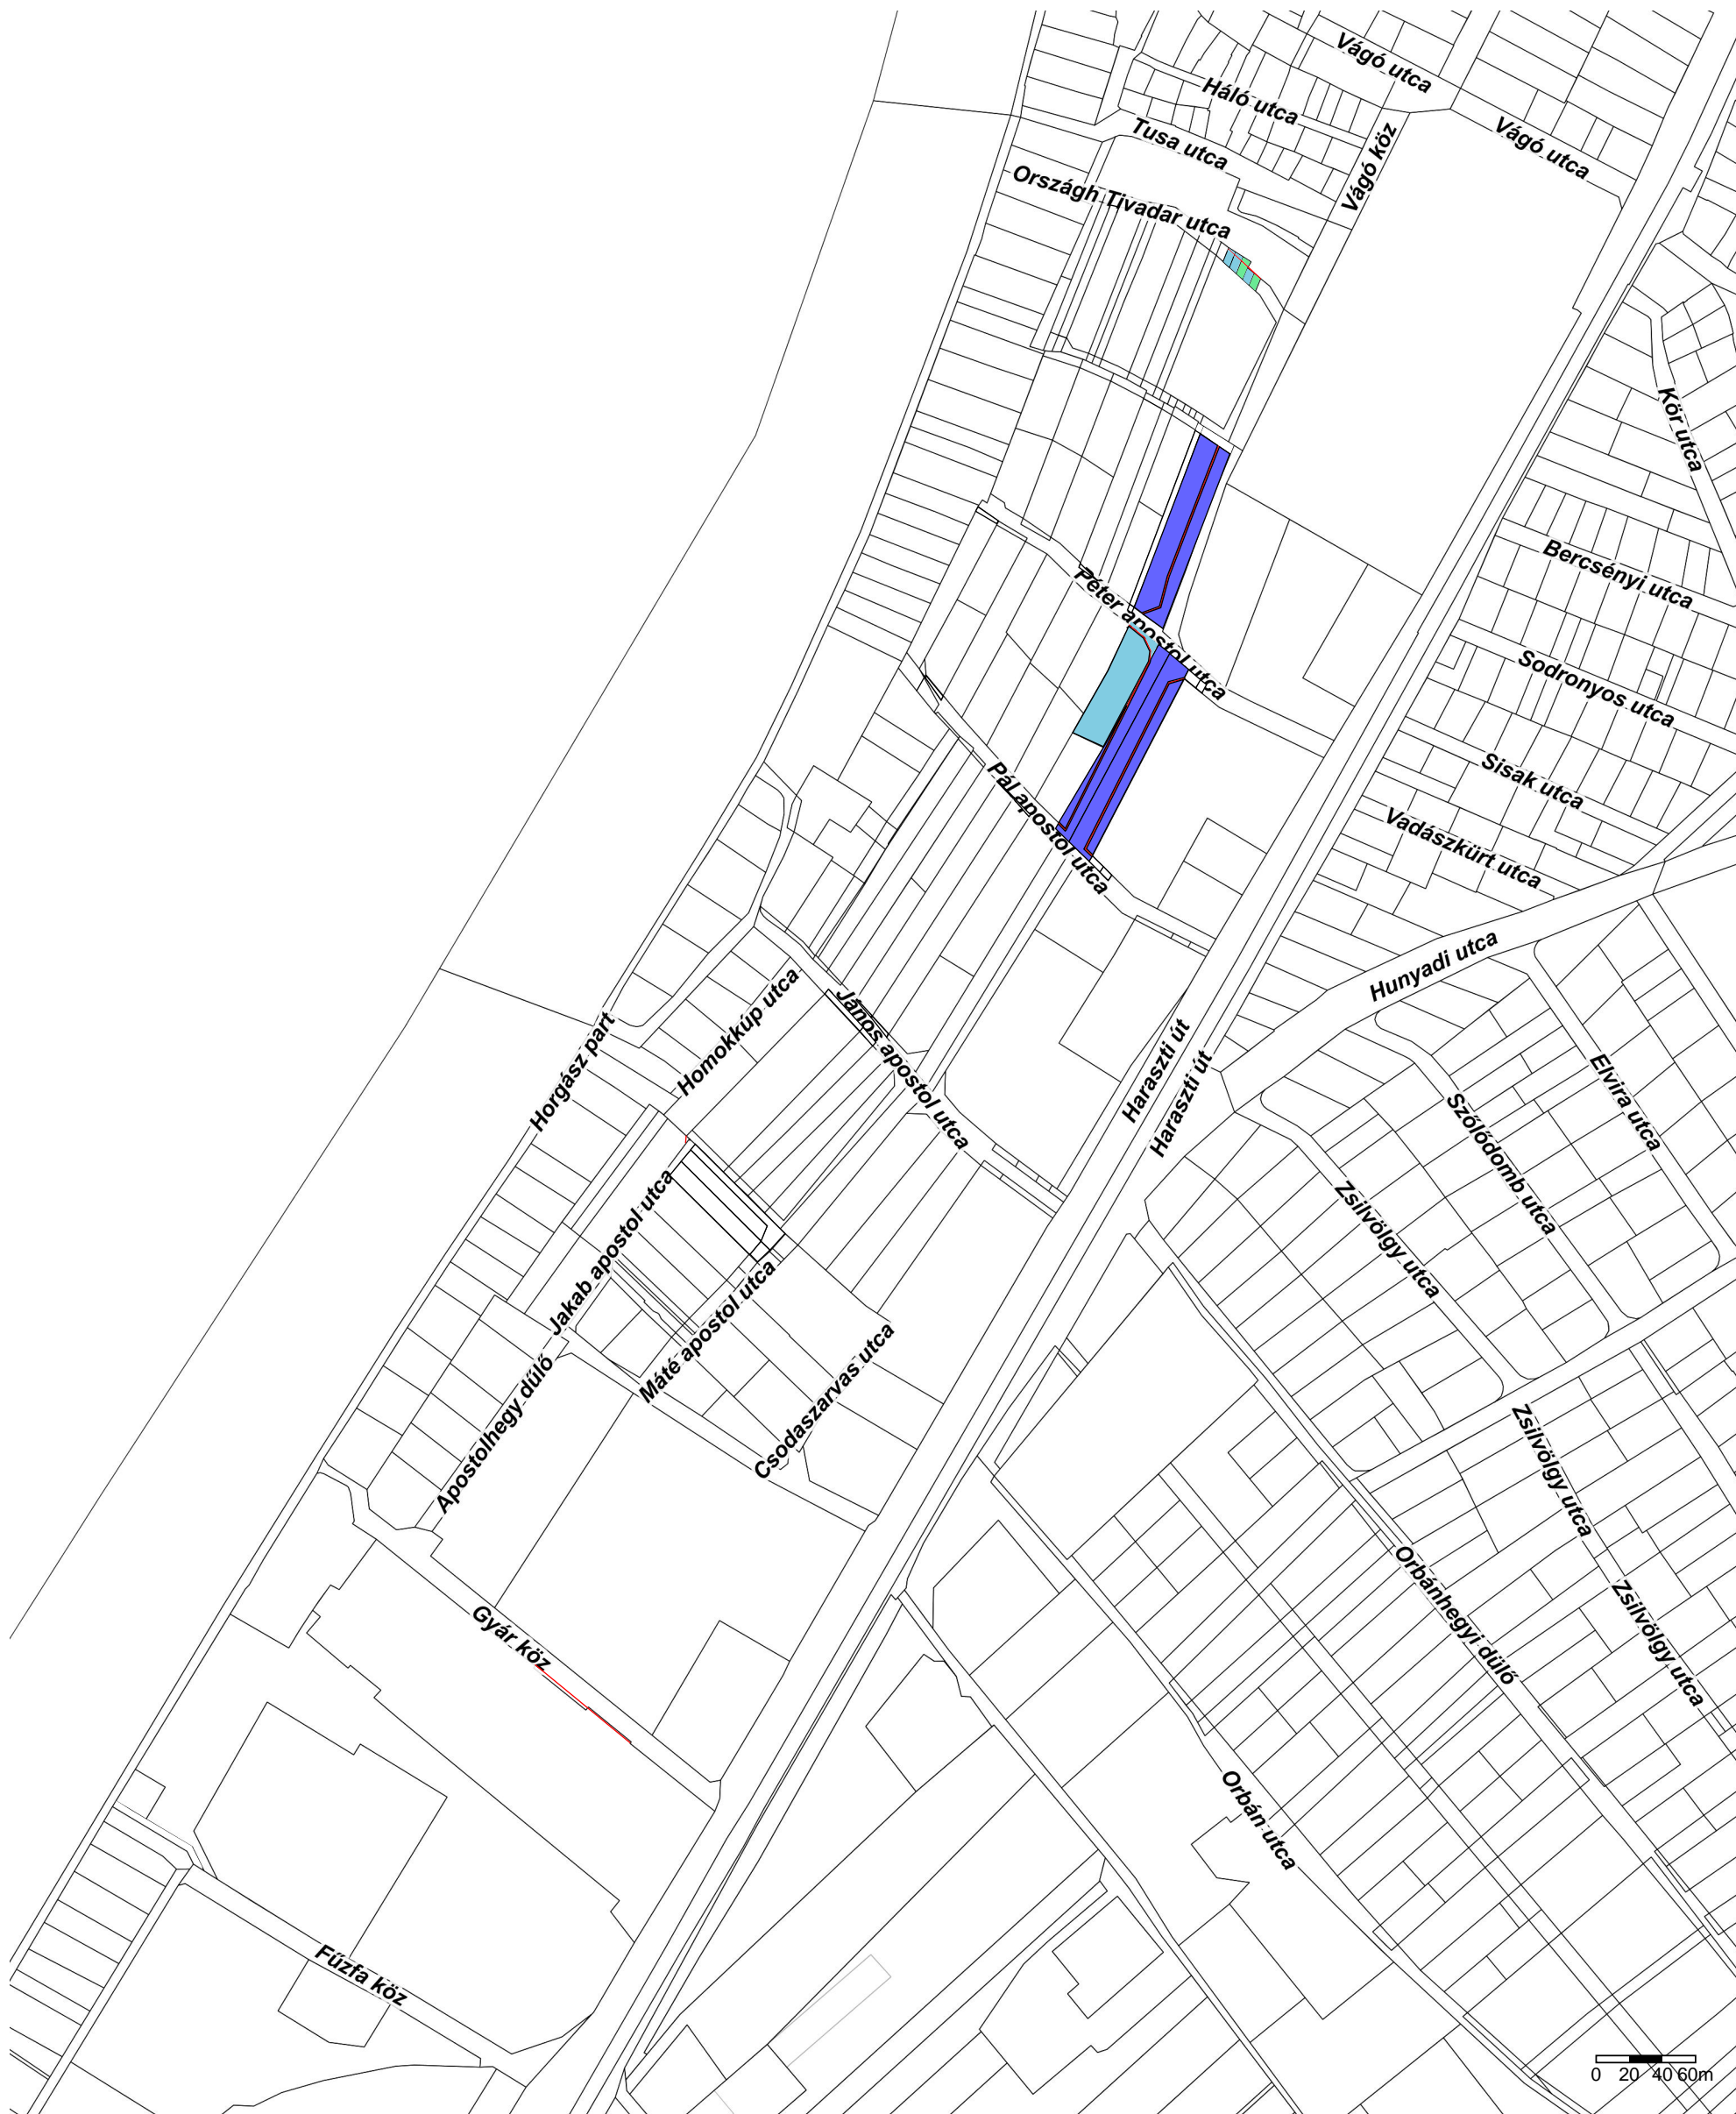 Vágó utca
Háló utca
Vágó utca
Tusa utca
Vágó köz
Országh Tivadar utca
Kör utca
Bercsényi utca
Péter apostol utca
Sodronyos utca
Sisak utca
Pál apostol utca
Vadászkürt utca
Hunyadi utca
Homokkúp utca
János apostol utca
Horgász part
Haraszti út
Haraszti út
Elvira utca
Szőlődomb utca
Zsilvölgy utca
Jakab apostol utca
Máté apostol utca
Csodaszarvas utca
Apostolhegy dűlő
Zsilvölgy utca
Orbánhegyi dűlő
Zsilvölgy utca
Gyár köz
Orbán utca
Fűzfa köz
0 20 40 60m